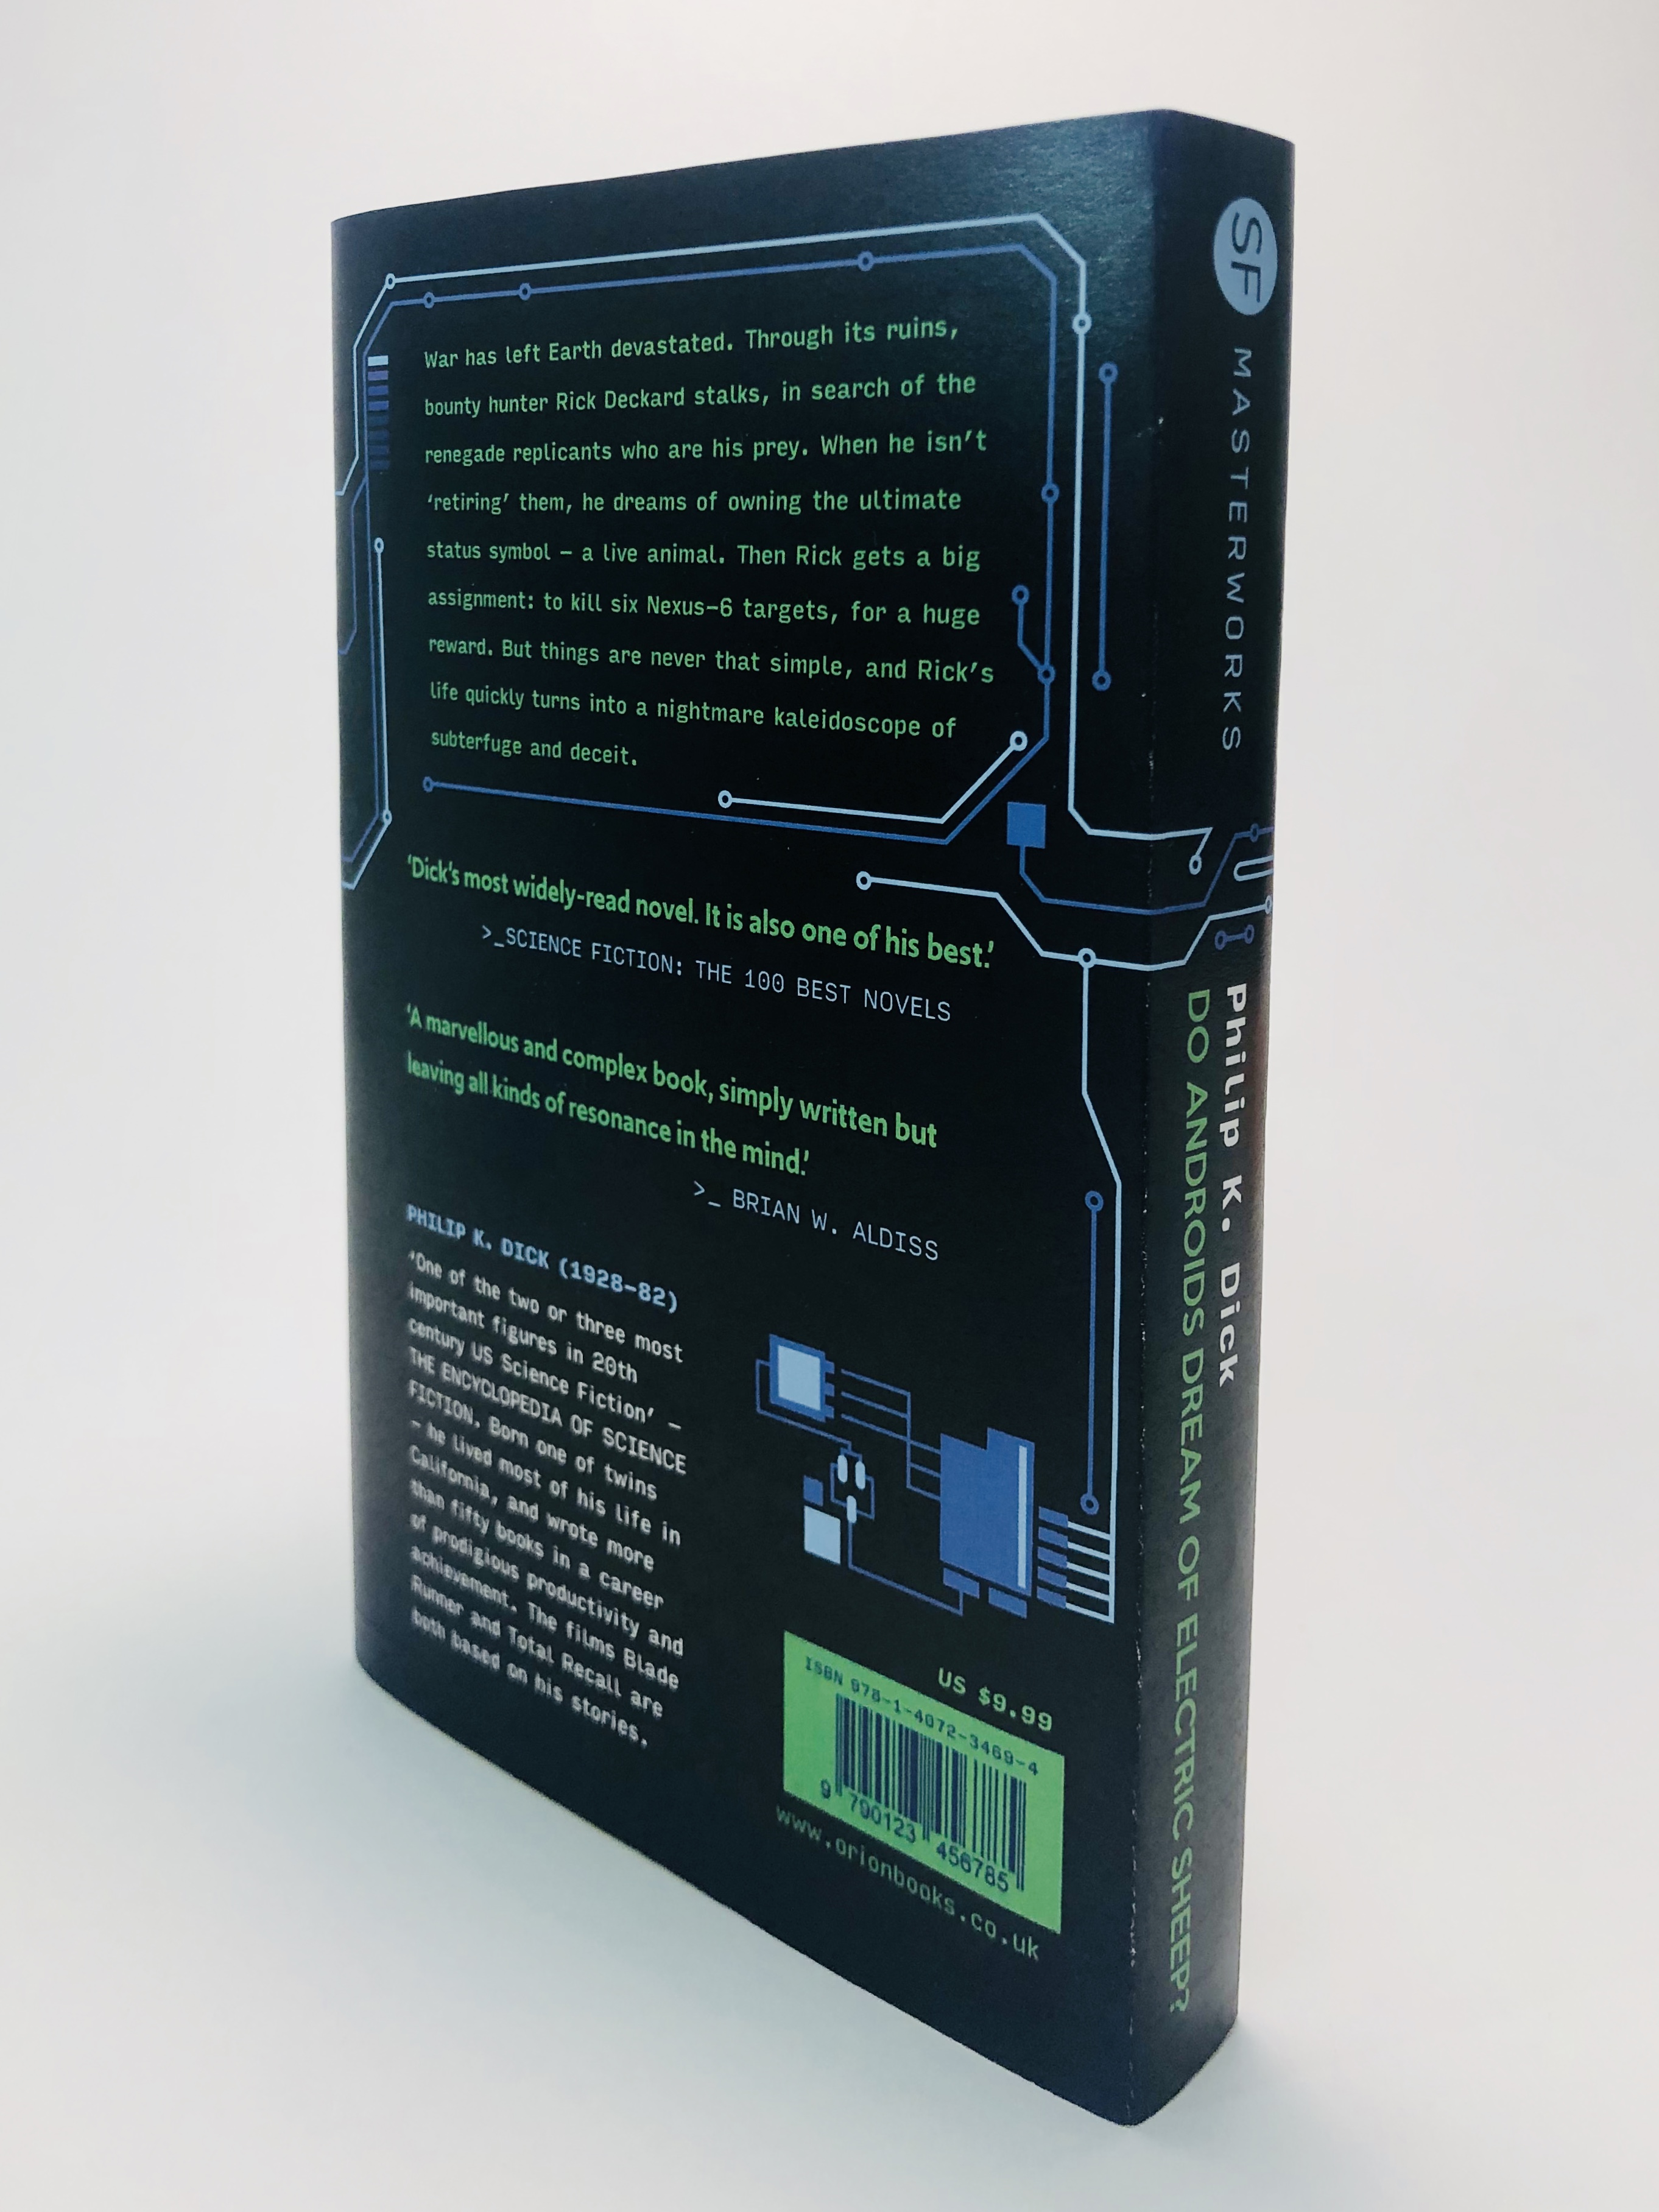 War has left Earth devastated. Through its ruins,
bounty hunter Rick Deckard stalks, in search of the
renegade replicants who are his prey. When he isn't
'retiring' them, he dreams of owning the ultimate
status symbol – a live animal. Then Rick gets a big
assignment: to kill six Nexus-6 targets, for a huge
reward. But things are never that simple, and Rick's
life quickly turns into a nightmare kaleidoscope of
subterfuge and deceit.
'Dick's most widely-read novel. It is also one of his best.'
>_SCIENCE FICTION: THE 100 BEST NOVELS
'A marvellous and complex book, simply written but
leaving all kinds of resonance in the mind.'
>_ BRIAN W. ALDISS
PHILIP K. DICK (1928–82)
'One of the two or three most
important figures in 20th
century US Science Fiction' –
THE ENCYCLOPEDIA OF SCIENCE
FICTION. Born one of twins
– he lived most of his life in
California, and wrote more
than fifty books in a career
of prodigious productivity and
achievement. The films Blade
Runner and Total Recall are
both based on his stories.
US $9.99
ISBN 978-1-4072-3469-4
9 790123 456785
www.orionbooks.co.uk
SF MASTERWORKS
Philip K. Dick
DO ANDROIDS DREAM OF ELECTRIC SHEEP?